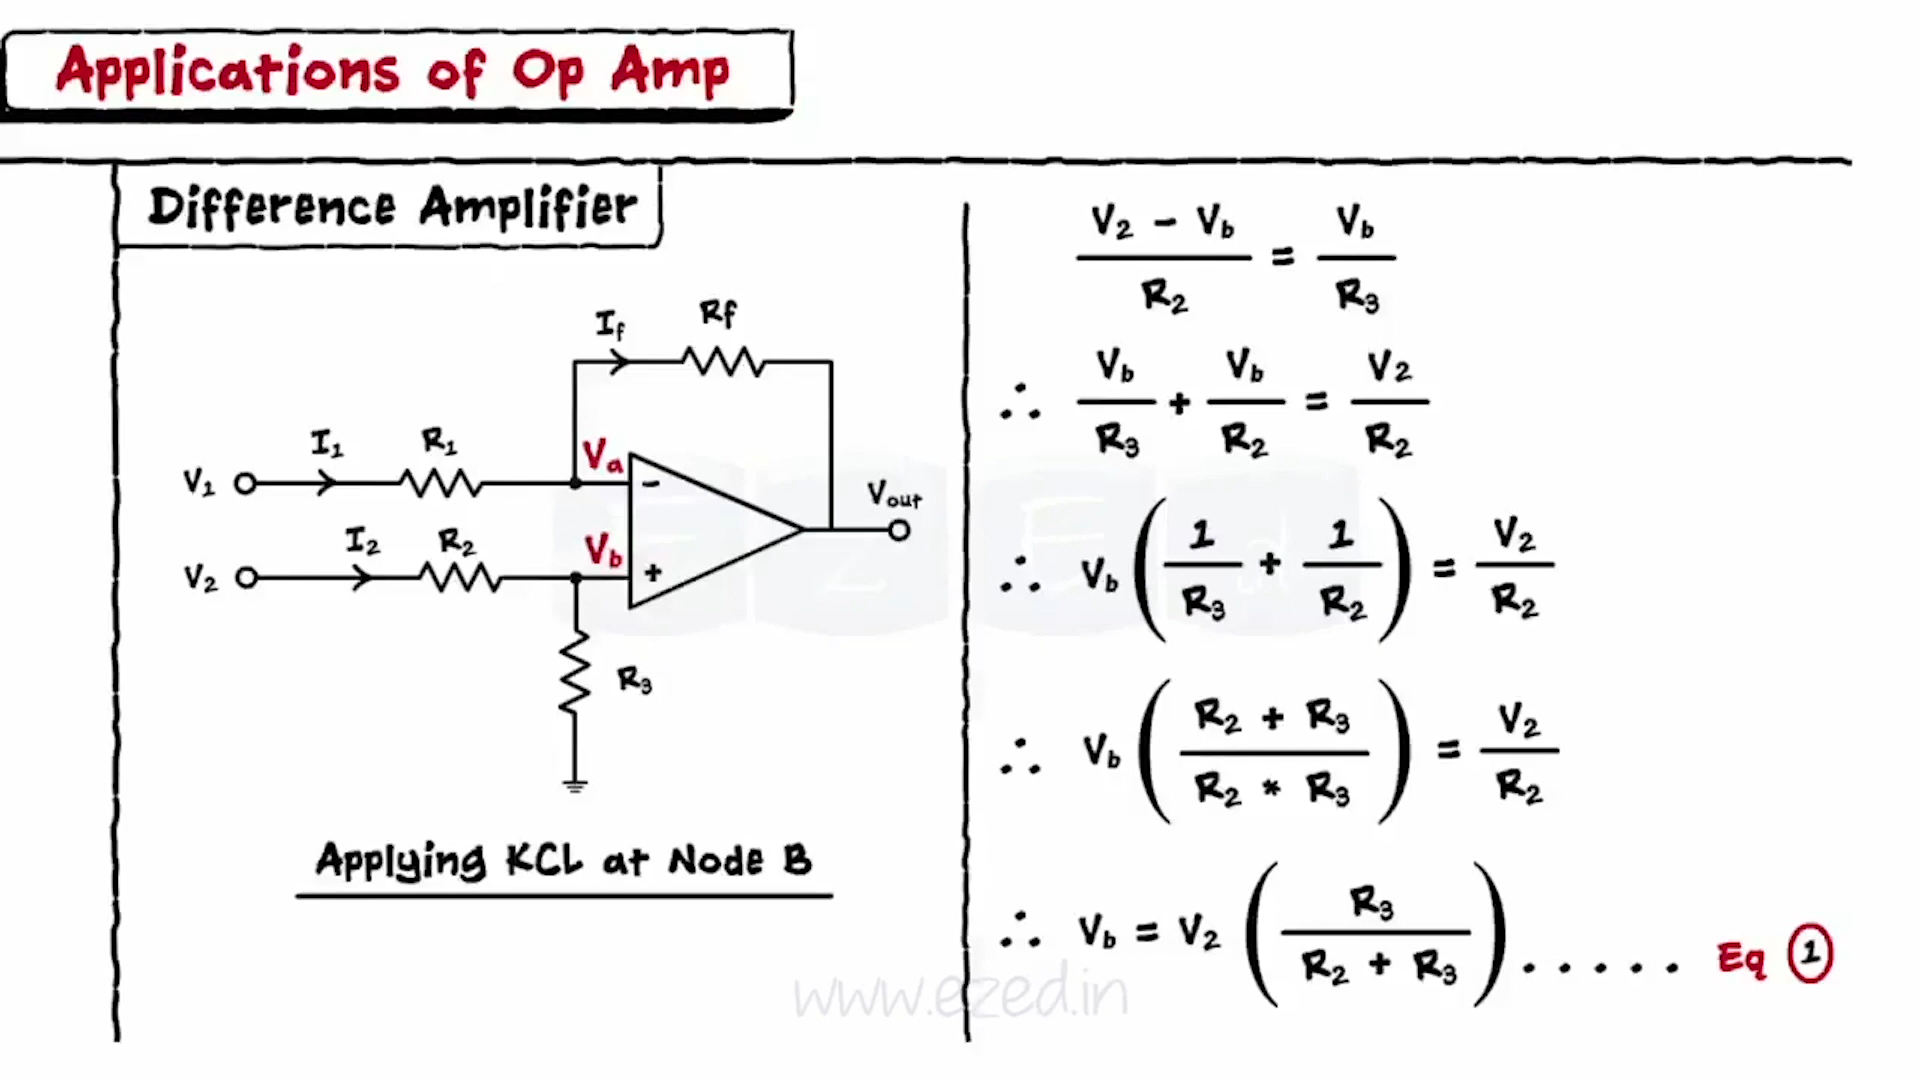 Applications of Op Amp
Difference Amplifier
If Rf
I1 R1 Va
V1 -
Vout
I2 R2 Vb
V2 +
R3
Applying KCL at Node B
(V2 - Vb) / R2 = Vb / R3
∴ Vb / R3 + Vb / R2 = V2 / R2
∴ Vb (1 / R3 + 1 / R2) = V2 / R2
∴ Vb ((R2 + R3) / (R2 * R3)) = V2 / R2
∴ Vb = V2 (R3 / (R2 + R3)) ..... Eq 1
www.ezed.in
E Z E d